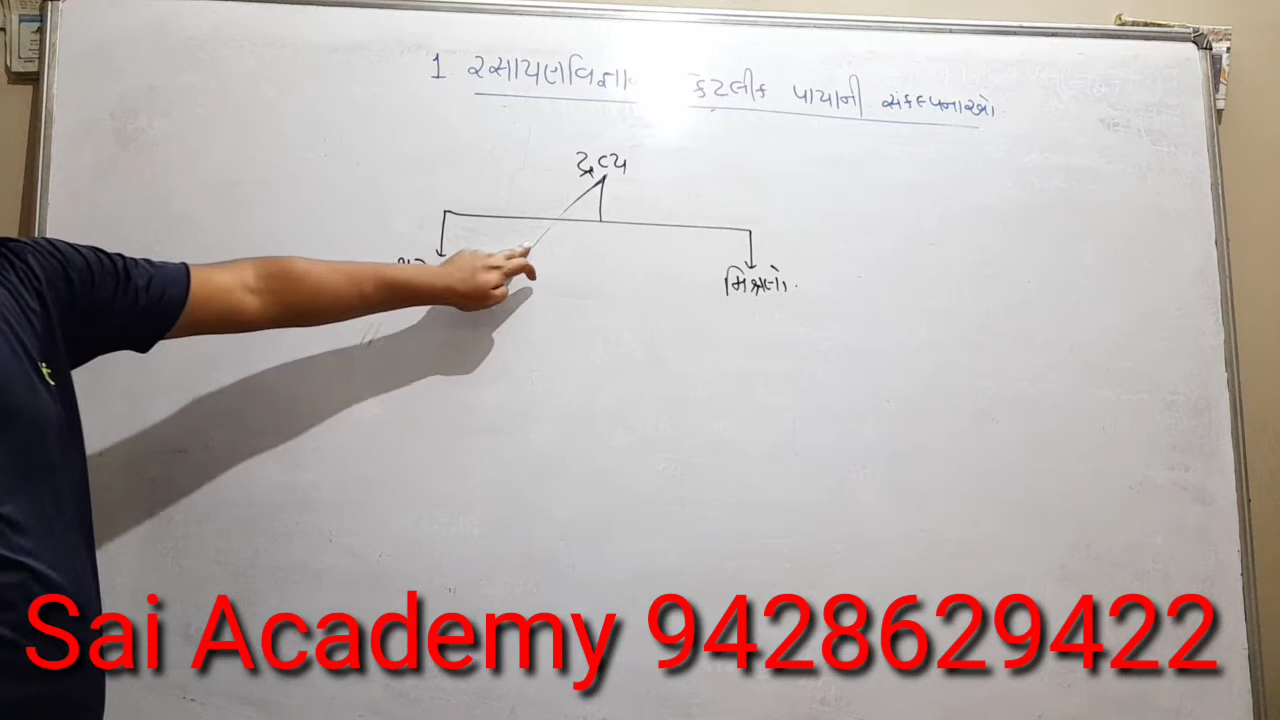 1. રસાયણવિજ્ઞા કેટલીક પાયાની સંકલ્પનાઓ.
દ્રવ્ય
મિશ્રણો.
Sai Academy 9428629422